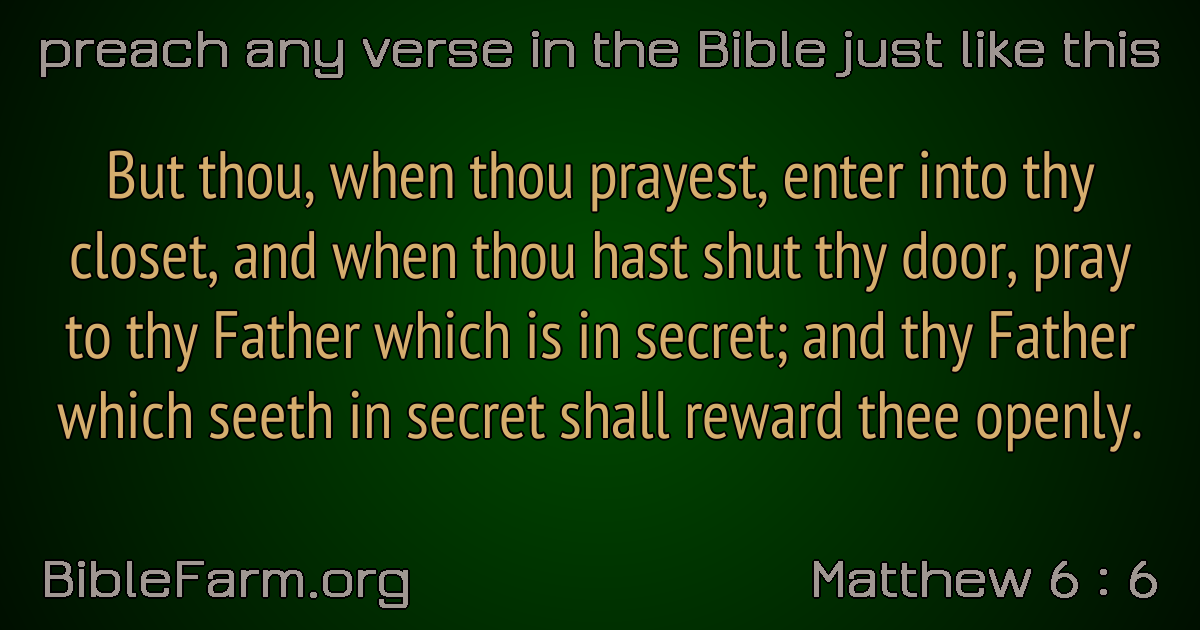 preach any verse in the Bible just like this
But thou, when thou prayest, enter into thy
closet, and when thou hast shut thy door, pray
to thy Father which is in secret; and thy Father
which seeth in secret shall reward thee openly.
BibleFarm.org
Matthew 6 : 6